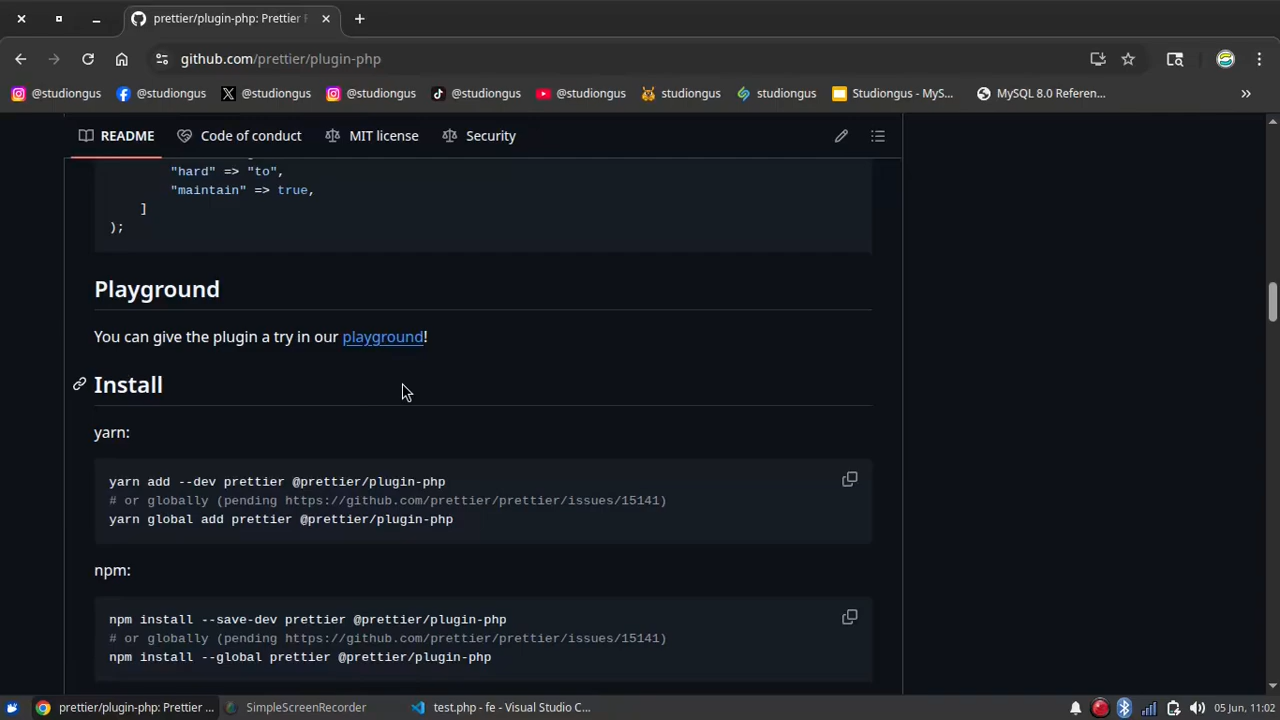 prettier/plugin-php: Prettier P
github.com/prettier/plugin-php
@studiongus
@studiongus
@studiongus
@studiongus
@studiongus
@studiongus
studiongus
studiongus
Studiongus - MyS...
MySQL 8.0 Referen...
»
README
Code of conduct
MIT license
Security
"hard" => "to",
"maintain" => true,
]
);
Playground
You can give the plugin a try in our playground!
Install
yarn:
yarn add --dev prettier @prettier/plugin-php
# or globally (pending https://github.com/prettier/prettier/issues/15141)
yarn global add prettier @prettier/plugin-php
npm:
npm install --save-dev prettier @prettier/plugin-php
# or globally (pending https://github.com/prettier/prettier/issues/15141)
npm install --global prettier @prettier/plugin-php
prettier/plugin-php: Prettier ...
SimpleScreenRecorder
test.php - fe - Visual Studio C...
05 Jun, 11:02